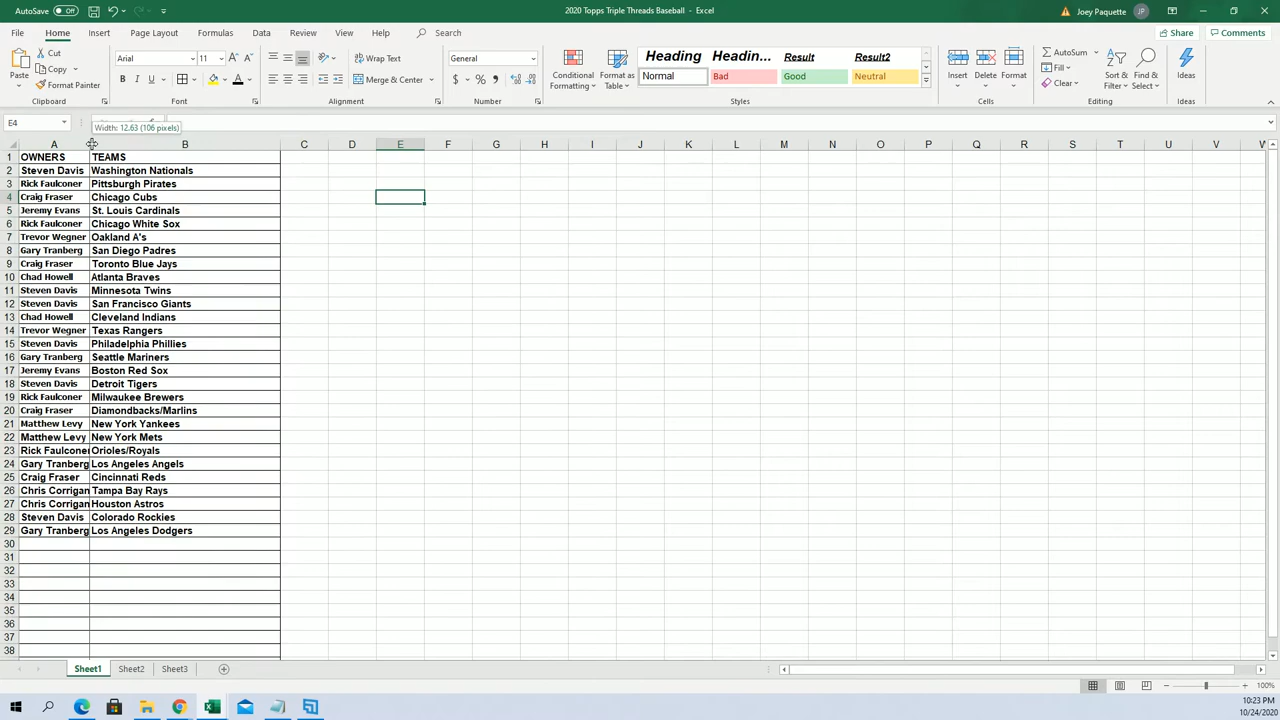 AutoSave Off 2020 Topps Triple Threads Baseball - Excel Joey Paquette JP
File Home Insert Page Layout Formulas Data Review View Help Search Share Comments
Paste Cut Copy Format Painter Clipboard
Arial 11 A A B I U A Font
ab Wrap Text Merge & Center Alignment
General $ % , Number
Conditional Formatting Format as Table
Heading Headin... Result Result2
Normal Bad Good Neutral
Styles
Insert Delete Format Cells
AutoSum Fill Clear Sort & Filter Find & Select Editing
Ideas Ideas
E4 Width: 12.63 (106 pixels)
A B C D E F G H I J K L M N O P Q R S T U V W
1 OWNERS TEAMS
2 Steven Davis Washington Nationals
3 Rick Faulconer Pittsburgh Pirates
4 Craig Fraser Chicago Cubs
5 Jeremy Evans St. Louis Cardinals
6 Rick Faulconer Chicago White Sox
7 Trevor Wegner Oakland A's
8 Gary Tranberg San Diego Padres
9 Craig Fraser Toronto Blue Jays
10 Chad Howell Atlanta Braves
11 Steven Davis Minnesota Twins
12 Steven Davis San Francisco Giants
13 Chad Howell Cleveland Indians
14 Trevor Wegner Texas Rangers
15 Steven Davis Philadelphia Phillies
16 Gary Tranberg Seattle Mariners
17 Jeremy Evans Boston Red Sox
18 Steven Davis Detroit Tigers
19 Rick Faulconer Milwaukee Brewers
20 Craig Fraser Diamondbacks/Marlins
21 Matthew Levy New York Yankees
22 Matthew Levy New York Mets
23 Rick Faulconer Orioles/Royals
24 Gary Tranberg Los Angeles Angels
25 Craig Fraser Cincinnati Reds
26 Chris Corrigan Tampa Bay Rays
27 Chris Corrigan Houston Astros
28 Steven Davis Colorado Rockies
29 Gary Tranberg Los Angeles Dodgers
30
31
32
33
34
35
36
37
38
Sheet1 Sheet2 Sheet3
100%
10:23 PM
10/24/2020